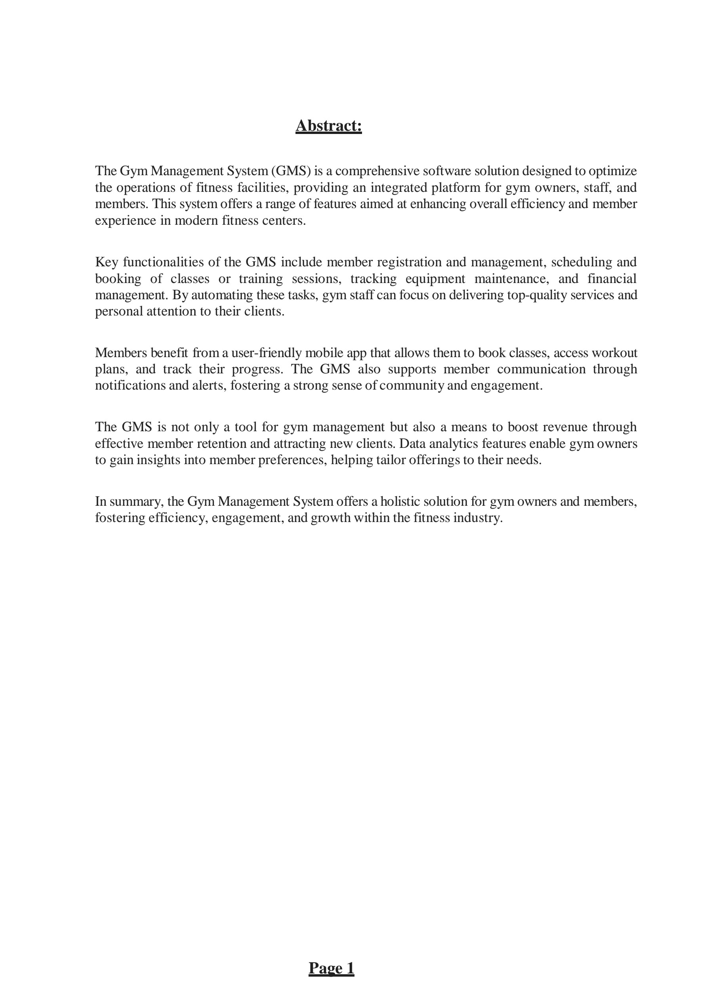 Abstract:
The Gym Management System (GMS) is a comprehensive software solution designed to optimize
the operations of fitness facilities, providing an integrated platform for gym owners, staff, and
members. This system offers a range of features aimed at enhancing overall efficiency and member
experience in modern fitness centers.
Key functionalities of the GMS include member registration and management, scheduling and
booking of classes or training sessions, tracking equipment maintenance, and financial
management. By automating these tasks, gym staff can focus on delivering top-quality services and
personal attention to their clients.
Members benefit from a user-friendly mobile app that allows them to book classes, access workout
plans, and track their progress. The GMS also supports member communication through
notifications and alerts, fostering a strong sense of community and engagement.
The GMS is not only a tool for gym management but also a means to boost revenue through
effective member retention and attracting new clients. Data analytics features enable gym owners
to gain insights into member preferences, helping tailor offerings to their needs.
In summary, the Gym Management System offers a holistic solution for gym owners and members,
fostering efficiency, engagement, and growth within the fitness industry.
Page 1